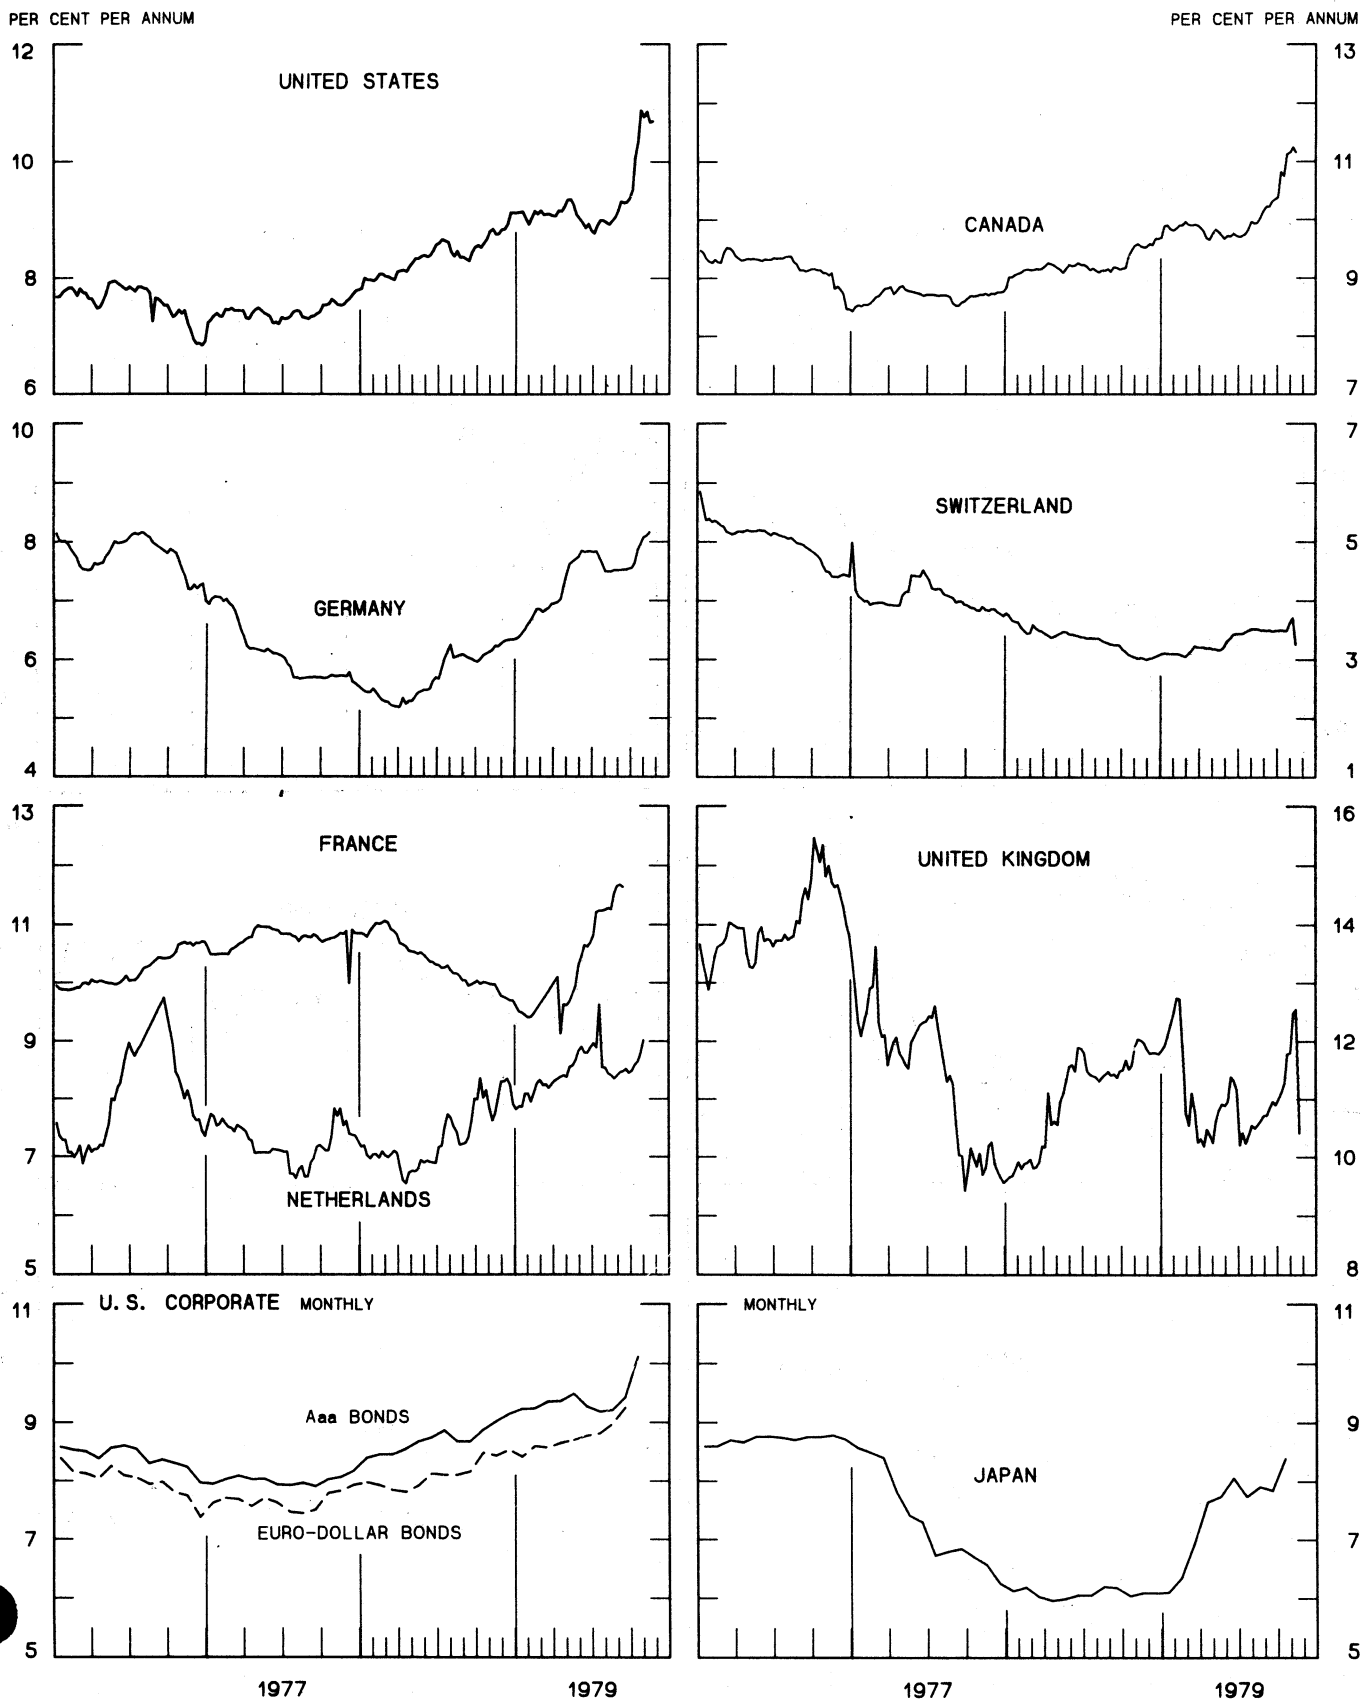 PER CENT PER ANNUM
PER CENT PER ANNUM
12
10
8
6
UNITED STATES
13
11
9
7
CANADA
10
8
6
4
GERMANY
7
5
3
1
SWITZERLAND
13
11
9
7
5
FRANCE
NETHERLANDS
16
14
12
10
8
UNITED KINGDOM
11
9
7
5
U.S. CORPORATE MONTHLY
Aaa BONDS
EURO-DOLLAR BONDS
MONTHLY
11
9
7
5
JAPAN
1977
1979
1977
1979